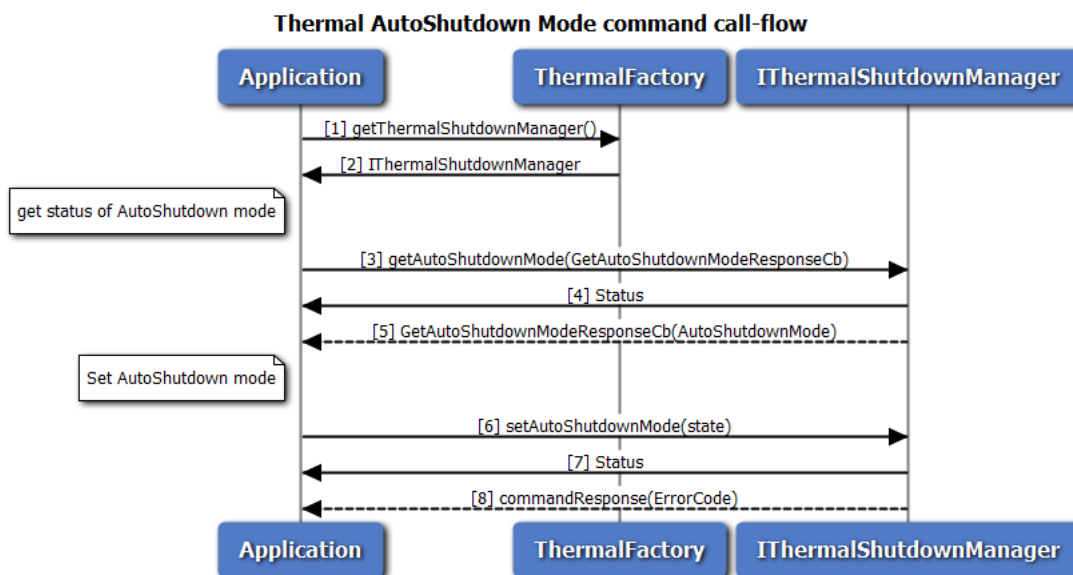 Thermal AutoShutdown Mode command call-flow
Application
ThermalFactory
IThermalShutdownManager
[1] getThermalShutdownManager()
[2] IThermalShutdownManager
get status of AutoShutdown mode
[3] getAutoShutdownMode(GetAutoShutdownModeResponseCb)
[4] Status
[5] GetAutoShutdownModeResponseCb(AutoShutdownMode)
Set AutoShutdown mode
[6] setAutoShutdownMode(state)
[7] Status
[8] commandResponse(ErrorCode)
Application
ThermalFactory
IThermalShutdownManager